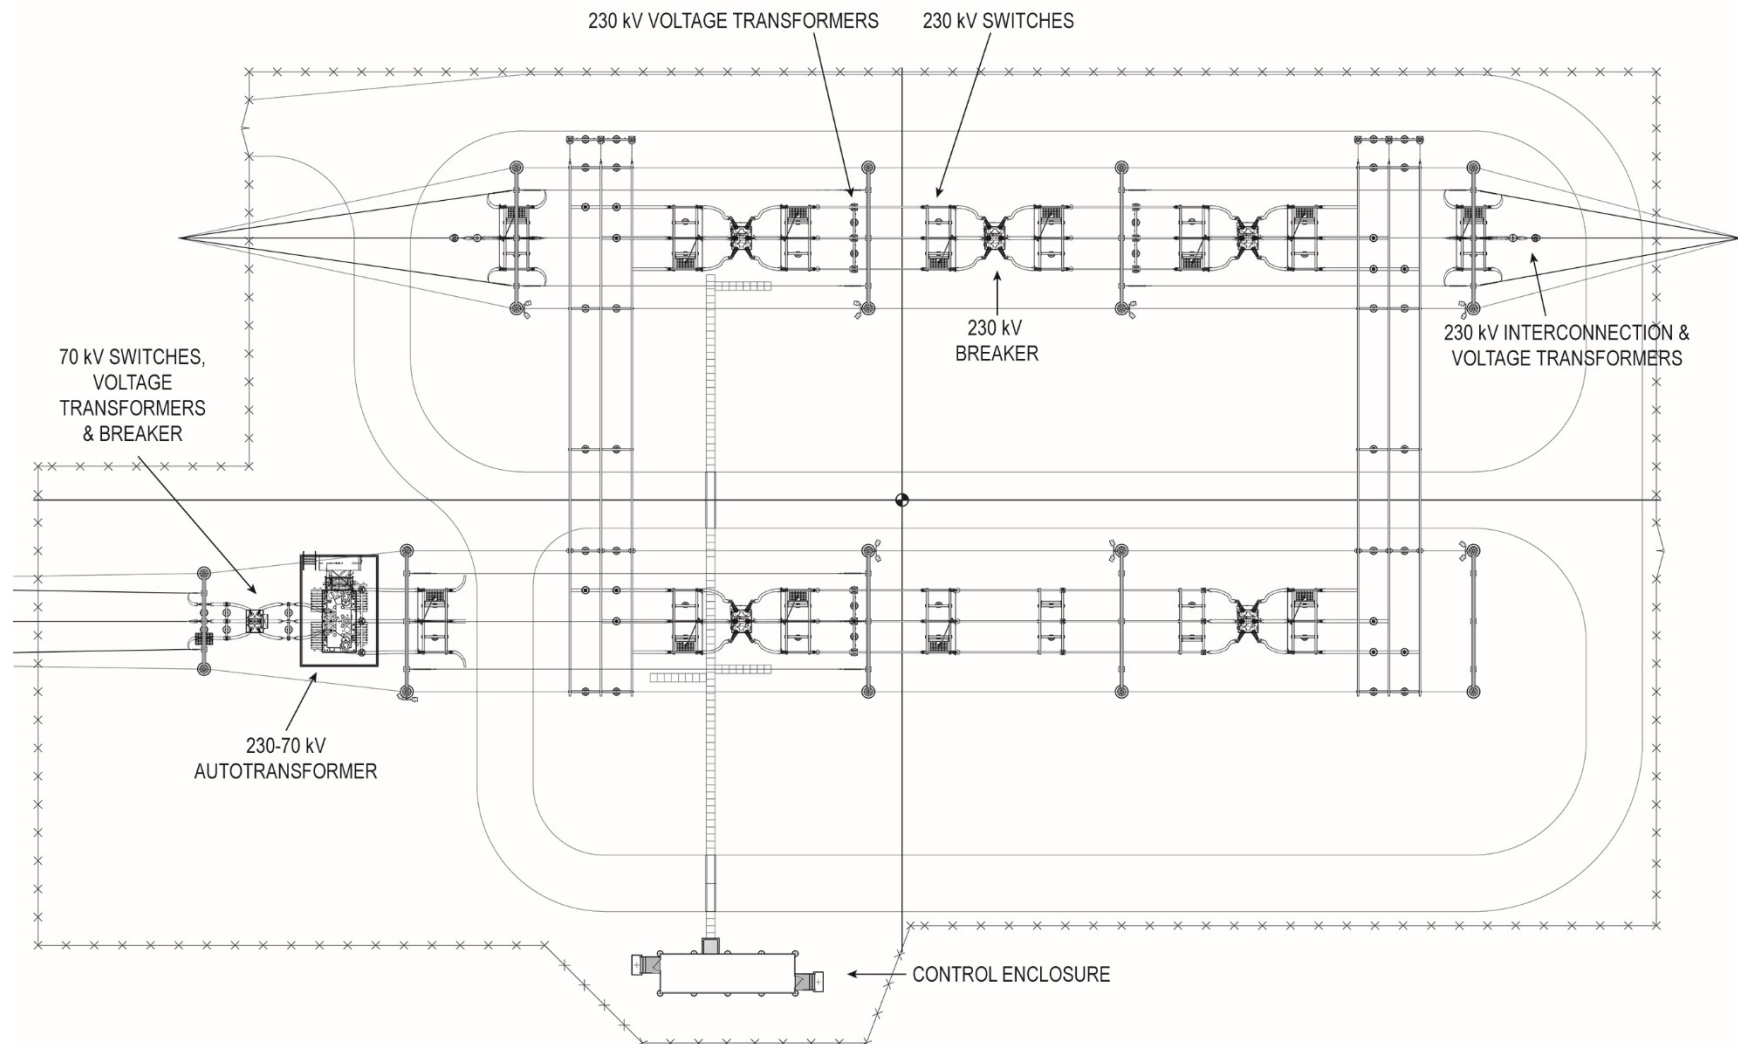 230 kV VOLTAGE TRANSFORMERS
230 kV SWITCHES
230 kV
BREAKER
230 kV INTERCONNECTION &
VOLTAGE TRANSFORMERS
70 kV SWITCHES,
VOLTAGE
TRANSFORMERS
& BREAKER
230-70 kV
AUTOTRANSFORMER
CONTROL ENCLOSURE